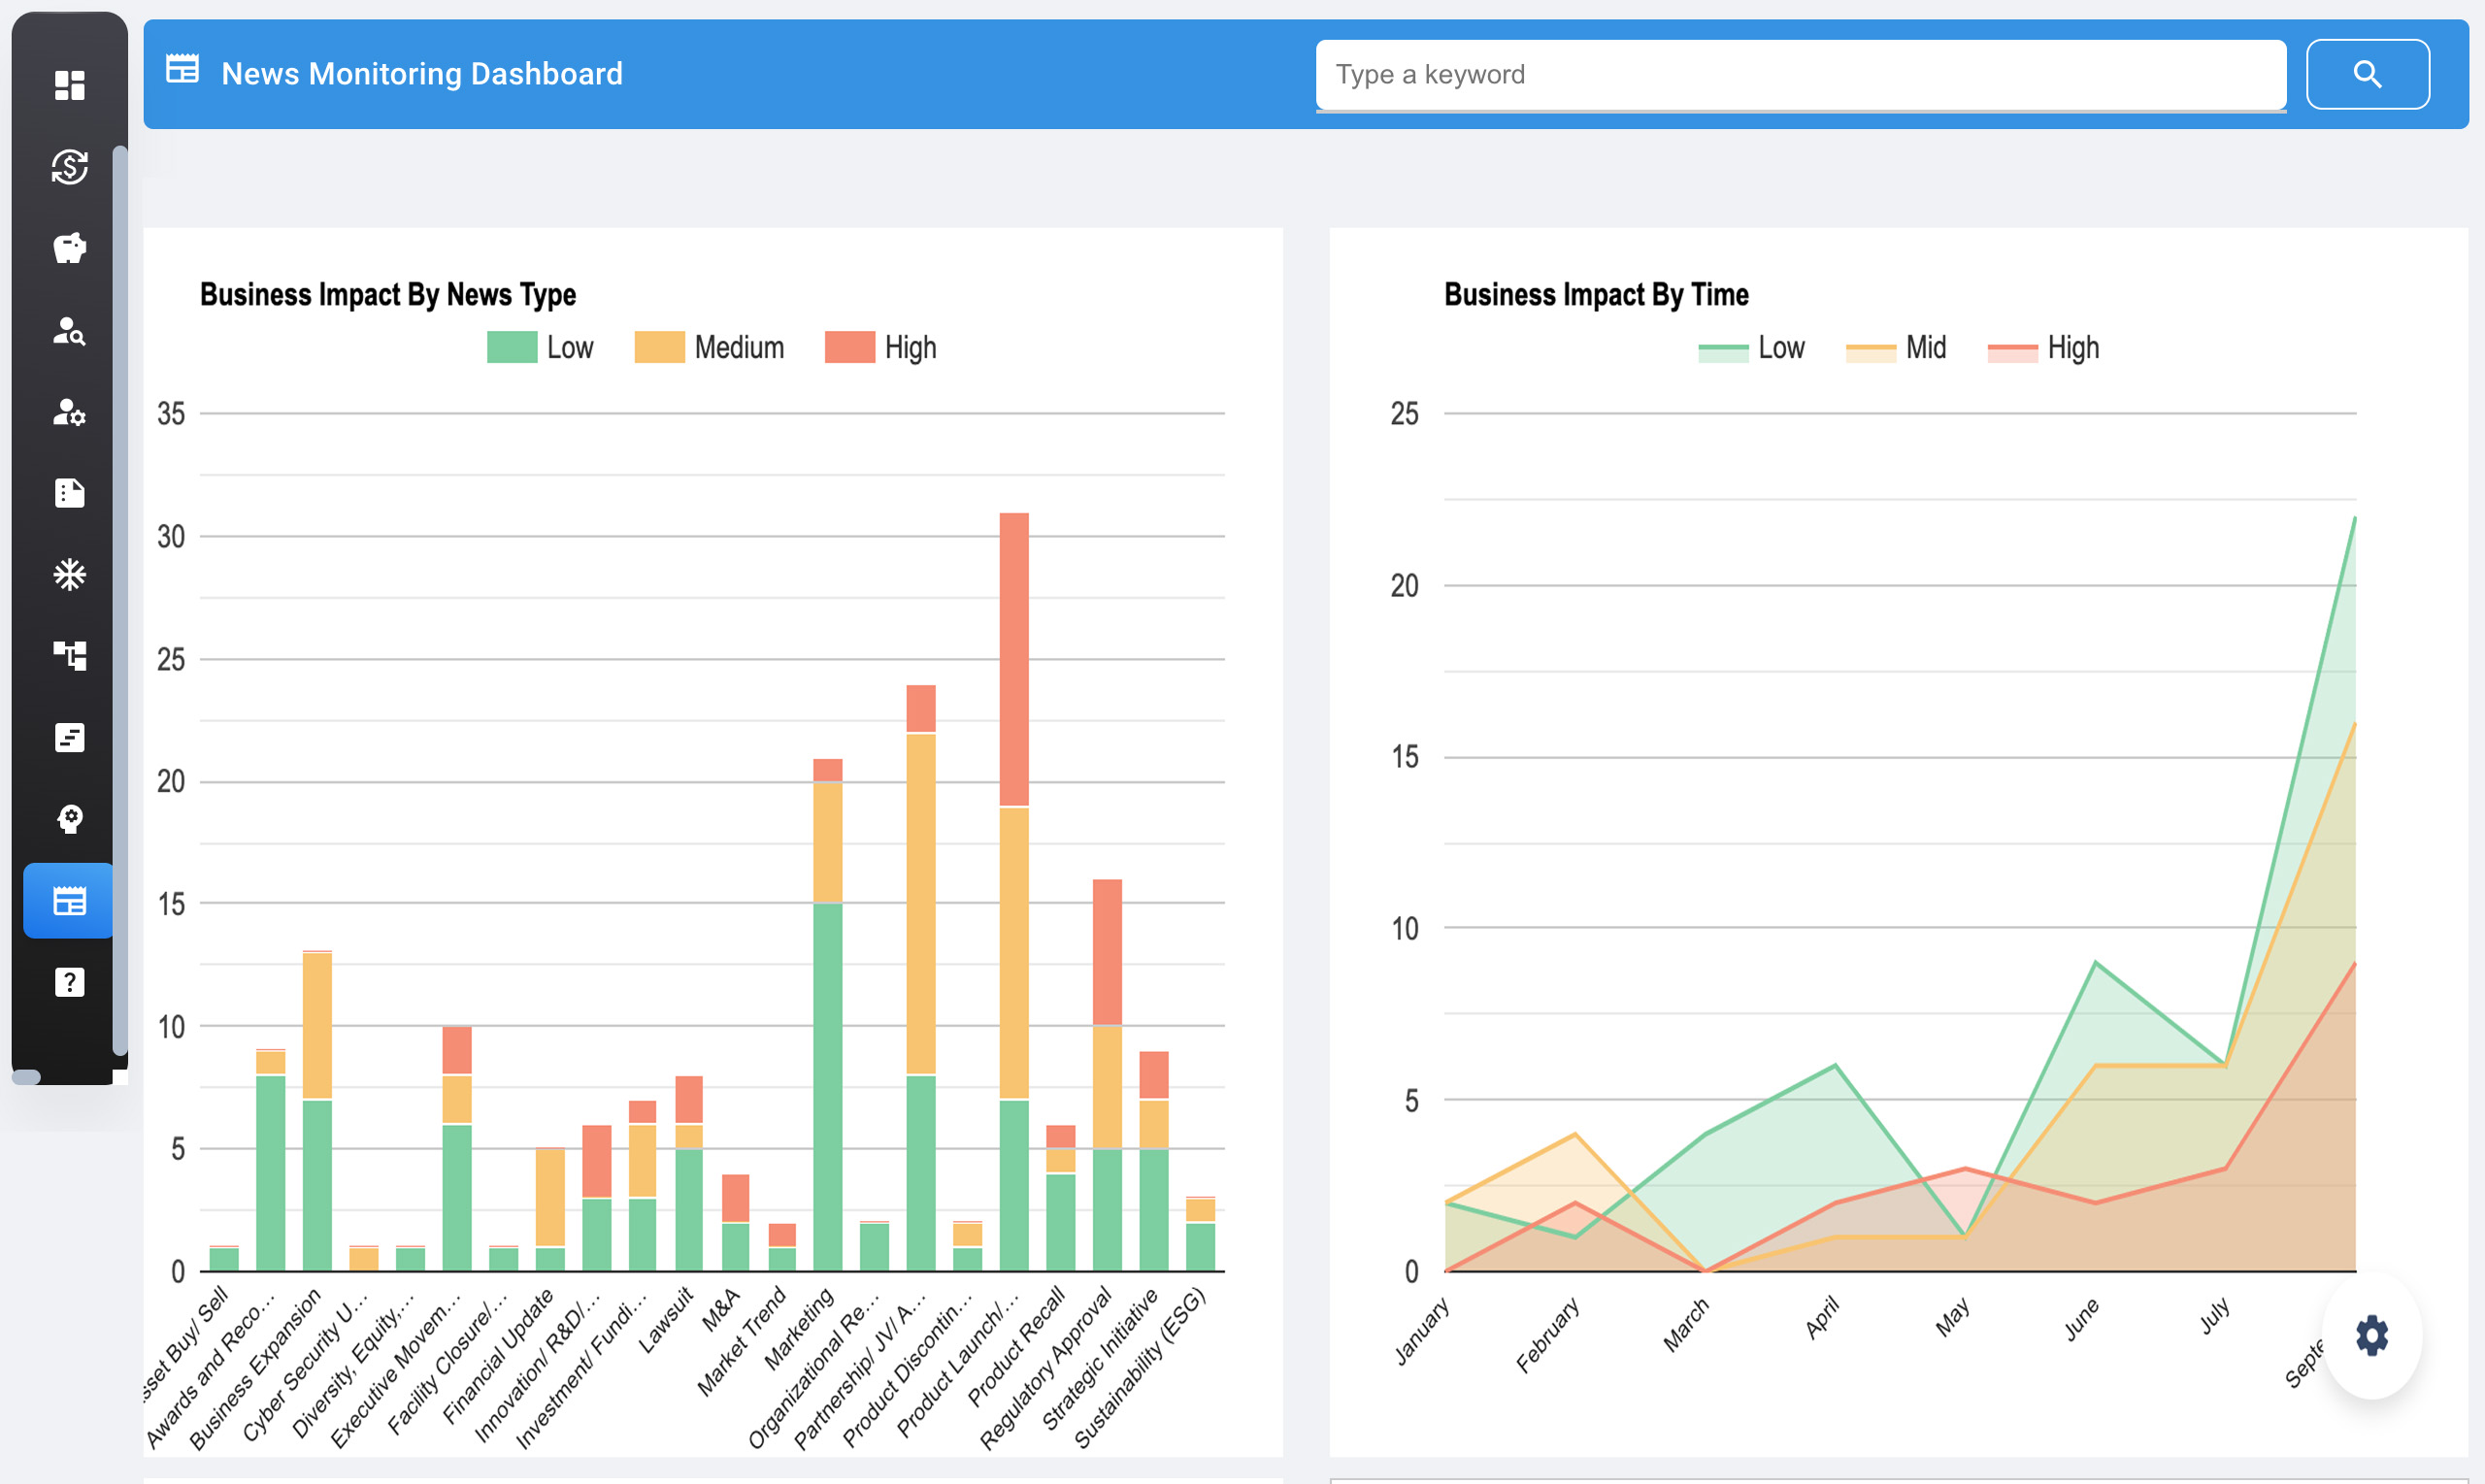 News Monitoring Dashboard
Type a keyword
Business Impact By News Type
Low Medium High
35
30
25
20
15
10
5
0
sset Buy/ Sell
Awards and Reco...
Business Expansion
Cyber Security U...
Diversity, Equity,...
Executive Movem...
Facility Closure/...
Financial Update
Innovation/ R&D/...
Investment/ Fundi...
Lawsuit
M&A
Market Trend
Marketing
Organizational Re...
Partnership/ JV// A...
Product Discontin...
Product Launch/...
Product Recall
Regulatory Approval
Strategic Initiative
Sustainability (ESG)
Business Impact By Time
Low Mid High
25
20
15
10
5
0
January
February
March
April
May
June
July
Septe